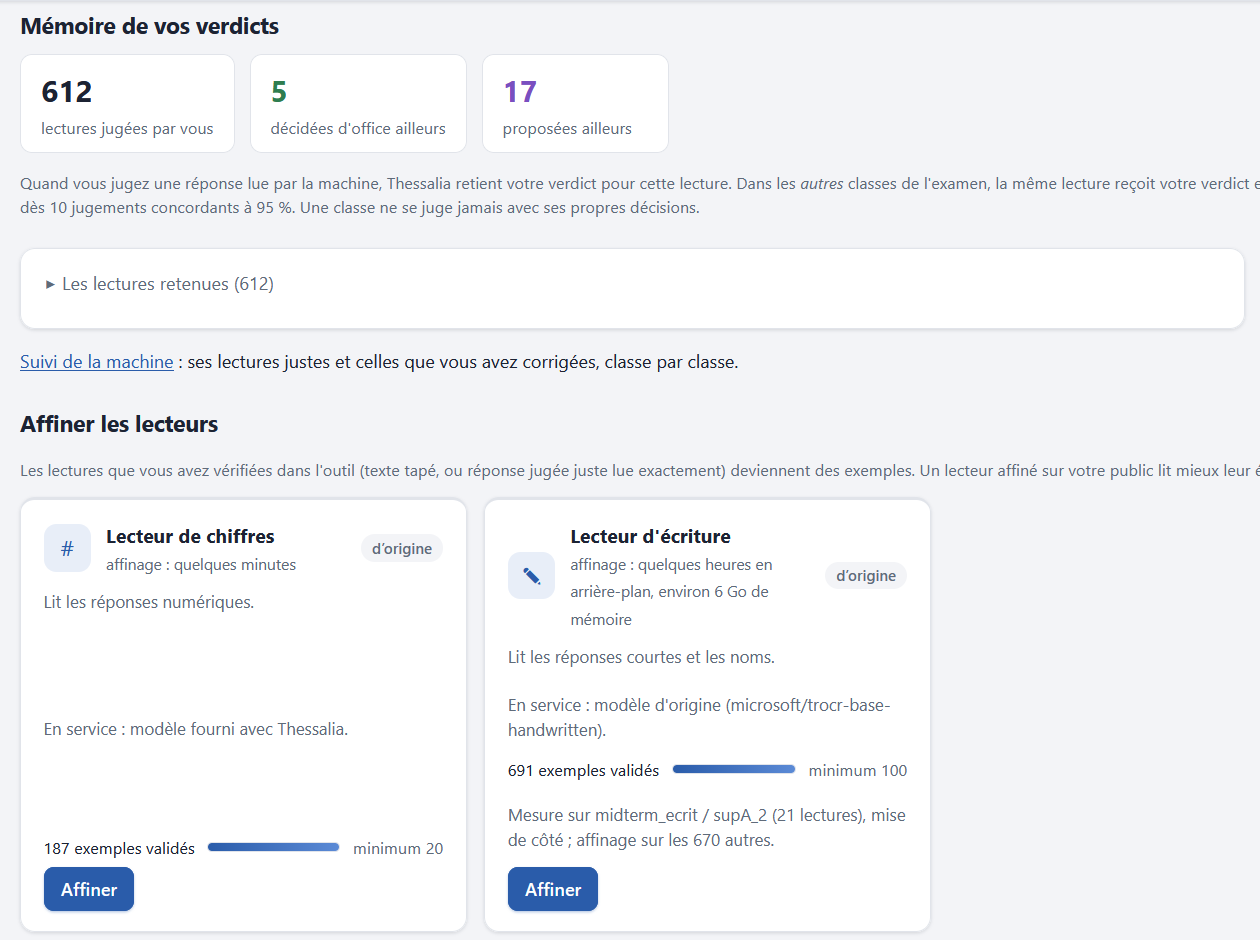 Mémoire de vos verdicts
612
lectures jugées par vous
5
décidées d'office ailleurs
17
proposées ailleurs
Quand vous jugez une réponse lue par la machine, Thessalia retient votre verdict pour cette lecture. Dans les autres classes de l'examen, la même lecture reçoit votre verdict
dès 10 jugements concordants à 95 %. Une classe ne se juge jamais avec ses propres décisions.
▸ Les lectures retenues (612)
Suivi de la machine : ses lectures justes et celles que vous avez corrigées, classe par classe.
Affiner les lecteurs
Les lectures que vous avez vérifiées dans l'outil (texte tapé, ou réponse jugée juste lue exactement) deviennent des exemples. Un lecteur affiné sur votre public lit mieux leur
#
Lecteur de chiffres
affinage : quelques minutes
d'origine
Lit les réponses numériques.
En service : modèle fourni avec Thessalia.
187 exemples validés
minimum 20
Affiner
Lecteur d'écriture
affinage : quelques heures en
arrière-plan, environ 6 Go de
mémoire
d'origine
Lit les réponses courtes et les noms.
En service : modèle d'origine (microsoft/trocr-base-
handwritten).
691 exemples validés
minimum 100
Mesure sur midterm_ecrit / supA_2 (21 lectures), mise
de côté ; affinage sur les 670 autres.
Affiner